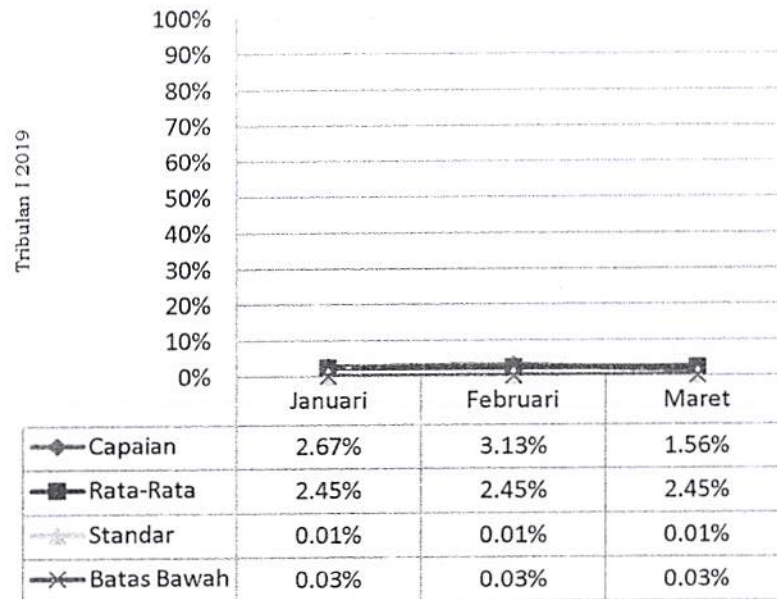 Tribulan I 2019
100%
90%
80%
70%
60%
50%
40%
30%
20%
10%
0%
Januari Februari Maret
Capaian 2.67% 3.13% 1.56%
Rata-Rata 2.45% 2.45% 2.45%
Standar 0.01% 0.01% 0.01%
Batas Bawah 0.03% 0.03% 0.03%